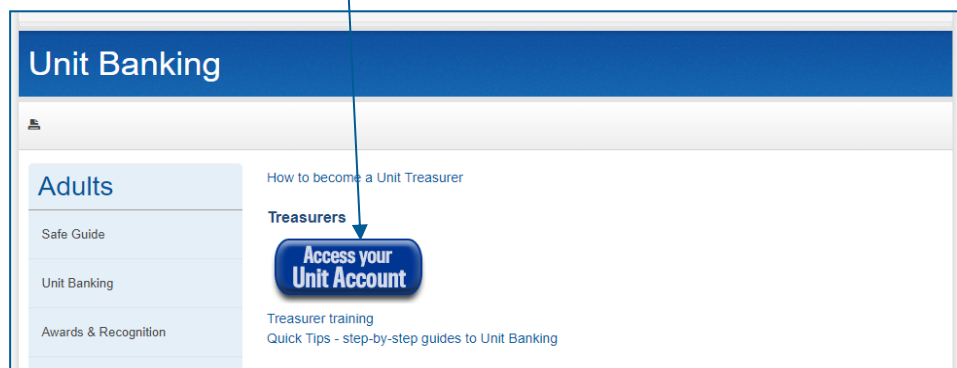 Unit Banking
Adults
Safe Guide
Unit Banking
Awards & Recognition
How to become a Unit Treasurer
Treasurers
Access your
Unit Account
Treasurer training
Quick Tips - step-by-step guides to Unit Banking